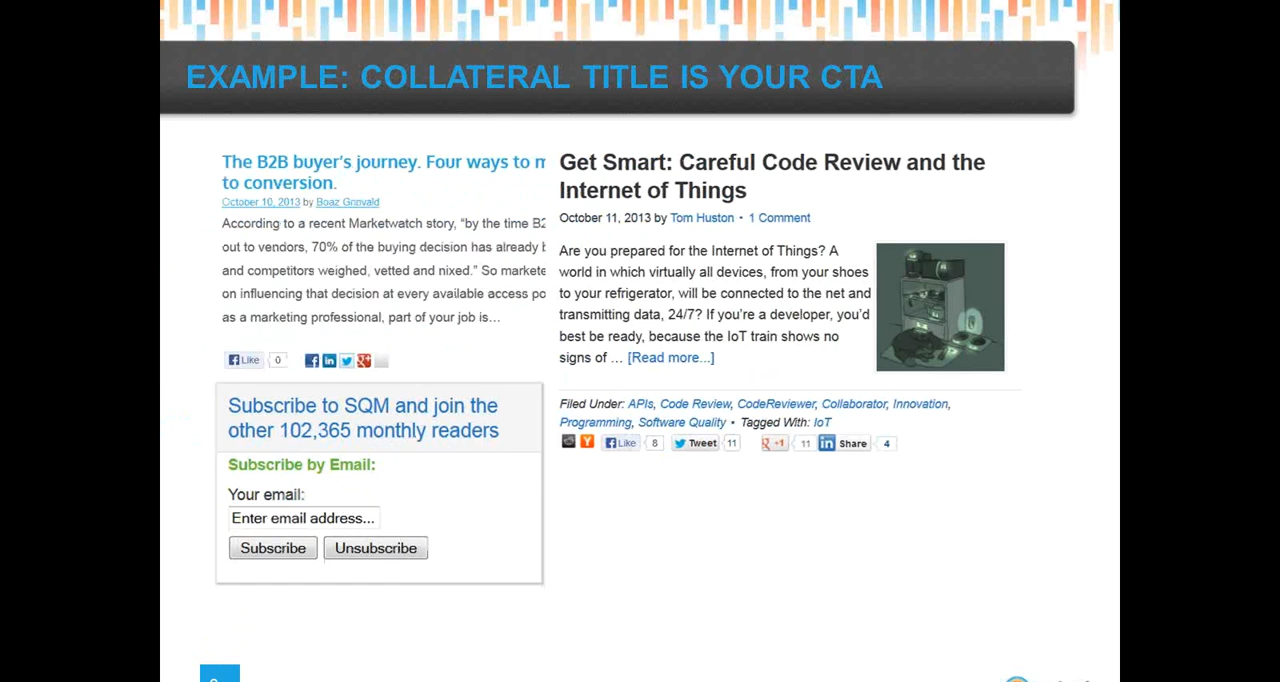 EXAMPLE: COLLATERAL TITLE IS YOUR CTA
The B2B buyer's journey. Four ways to
to conversion.
October 10, 2013 by Boaz Grinvald
According to a recent Marketwatch story, “by the time
out to vendors, 70% of the buying decision has already
and competitors weighed, vetted and nixed.” So
on influencing that decision at every available access
as a marketing professional, part of your job is…
Like 0
Subscribe to SQM and join the
other 102,365 monthly readers
Subscribe by Email:
Your email:
Enter email address...
Subscribe Unsubscribe
Get Smart: Careful Code Review and the
Internet of Things
October 11, 2013 by Tom Huston • 1 Comment
Are you prepared for the Internet of Things? A
world in which virtually all devices, from your shoes
to your refrigerator, will be connected to the net and
transmitting data, 24/7? If you’re a developer, you’d
best be ready, because the IoT train shows no
signs of … [Read more...]
Filed Under: APIs, Code Review, CodeReviewer, Collaborator, Innovation,
Programming, Software Quality • Tagged With: IoT
Like 8 Tweet 11 +1 11 in Share 4